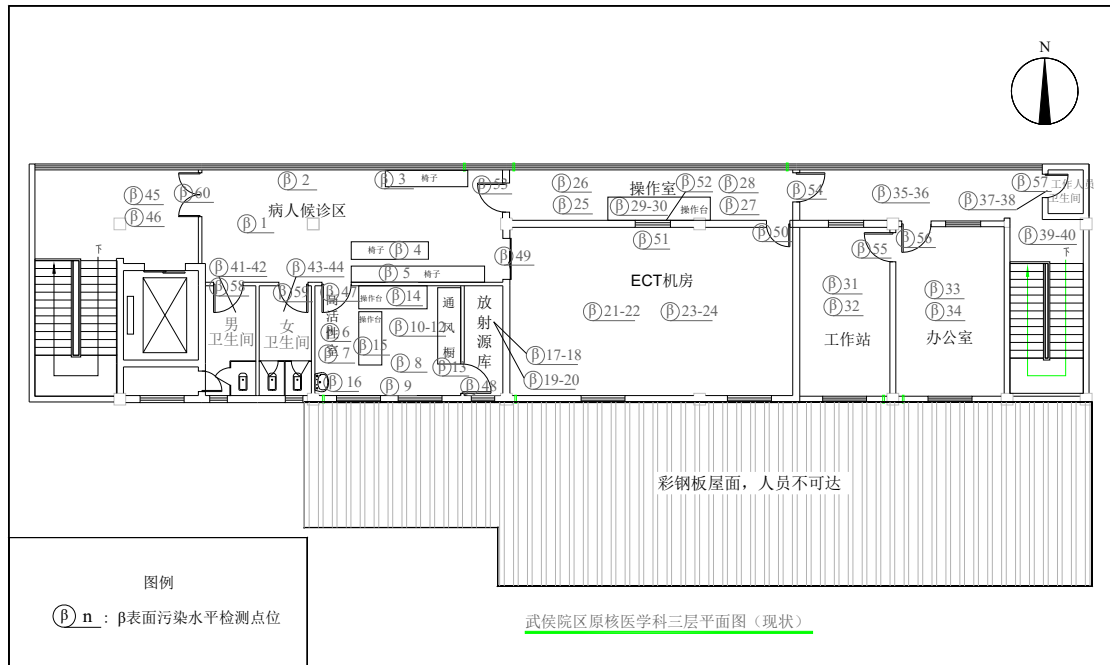 N
β 2
β 3
椅子
β 53
β 26
操作室
β 52
β 28
β 57
工作人员
卫生间
β 45
β 60
β 54
β 35-36
β 37-38
β 46
病人候诊区
β 25
β 29-30
操作台
β 27
β 1
β 50
β 56
β 39-40
下
椅子
β 4
β 49
β 51
β 55
下
β 41-42
β 43-44
β 5
椅子
ECT机房
β 58
β 59
β 47
操作台
β 14
通风橱
放射源库
β 31
β 33
男
卫生间
女
卫生间
高活性室
β 6
操作台
β 10-12
β 21-22
β 23-24
β 32
β 34
β 7
β 15
工作站
办公室
β 8
β 13
β 17-18
β 16
β 9
β 48
β 19-20
彩钢板屋面，人员不可达
图例
β n ：β表面污染水平检测点位
武侯院区原核医学科三层平面图（现状）